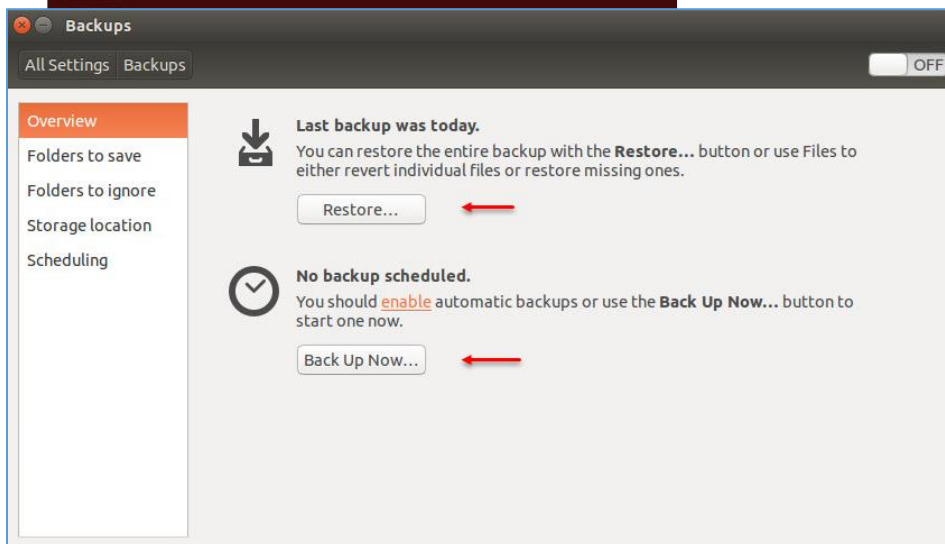 Backups
All Settings Backups
OFF
Overview
Folders to save
Folders to ignore
Storage location
Scheduling
Last backup was today.
You can restore the entire backup with the Restore... button or use Files to
either revert individual files or restore missing ones.
Restore...
No backup scheduled.
You should enable automatic backups or use the Back Up Now... button to
start one now.
Back Up Now...